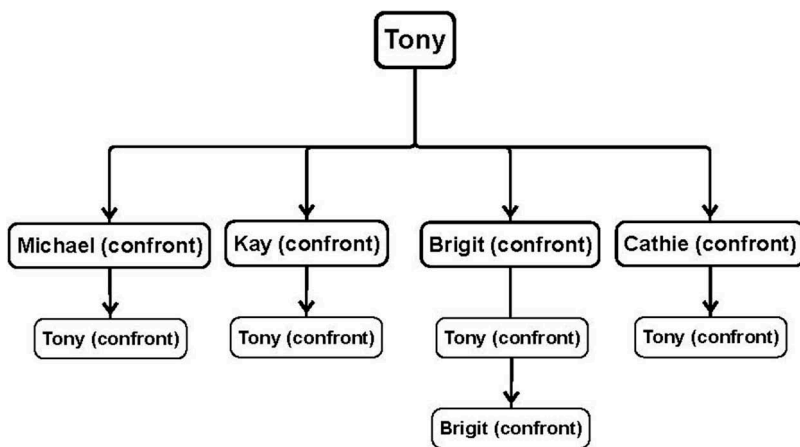 Tony
Michael (confront)
Kay (confront)
Brigit (confront)
Cathie (confront)
Tony (confront)
Tony (confront)
Tony (confront)
Tony (confront)
Brigit (confront)